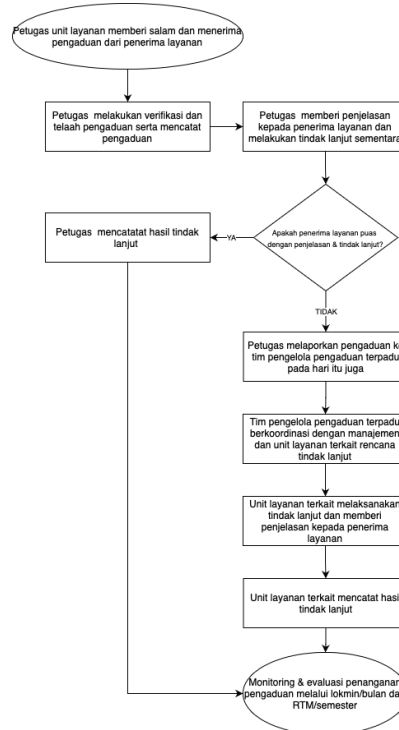 Petugas unit layanan memberi salam dan menerima
pengaduan dari penerima layanan
Petugas melakukan verifikasi dan
telaah pengaduan serta mencatat
pengaduan
Petugas memberi penjelasan
kepada penerima layanan dan
melakukan tindak lanjut sementara
Apakah penerima layanan puas
dengan penjelasan & tindak lanjut?
YA
Petugas mencatatat hasil tindak
lanjut
TIDAK
Petugas melaporkan pengaduan ke
tim pengelola pengaduan terpadu
pada hari itu juga
Tim pengelola pengaduan terpadu
berkoordinasi dengan manajemen
dan unit layanan terkait rencana
tindak lanjut
Unit layanan terkait melaksanakan
tindak lanjut dan memberi
penjelasan kepada penerima
layanan
Unit layanan terkait mencatat hasil
tindak lanjut
Monitoring & evaluasi penanganan
pengaduan melalui lokmin/bulan dan
RTM/semester